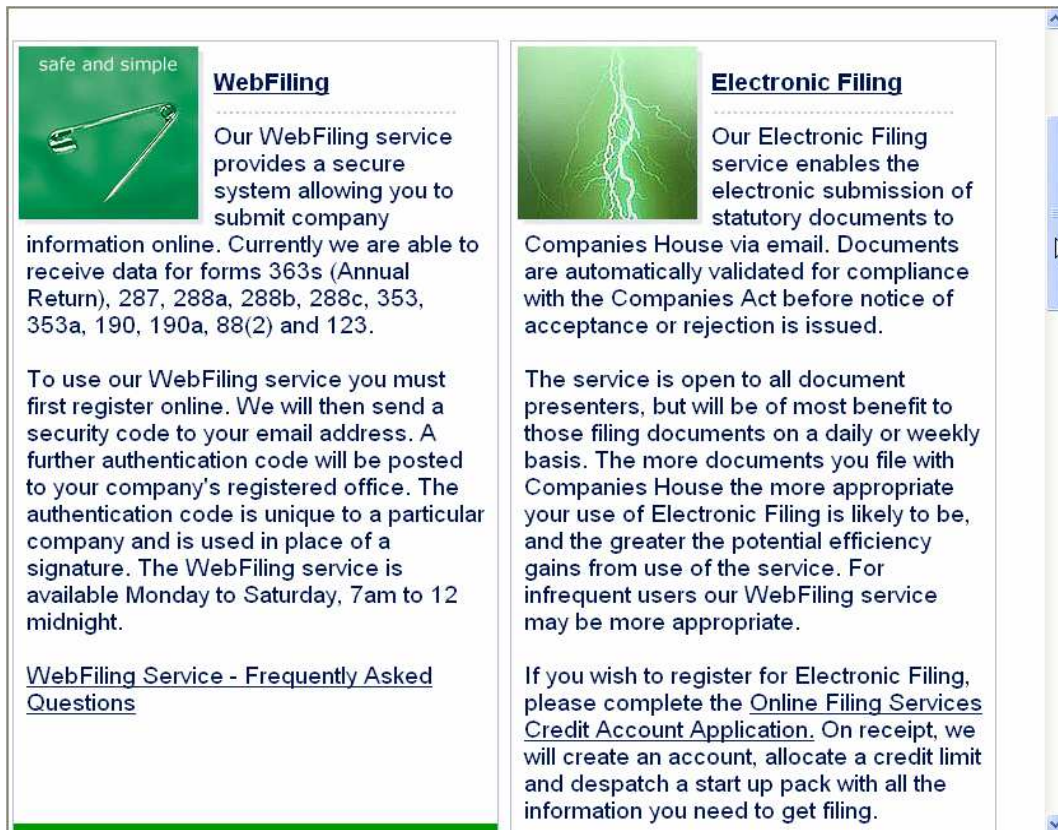 safe and simple
WebFiling
Our WebFiling service
provides a secure
system allowing you to
submit company
information online. Currently we are able to
receive data for forms 363s (Annual
Return), 287, 288a, 288b, 288c, 353,
353a, 190, 190a, 88(2) and 123.
To use our WebFiling service you must
first register online. We will then send a
security code to your email address. A
further authentication code will be posted
to your company's registered office. The
authentication code is unique to a particular
company and is used in place of a
signature. The WebFiling service is
available Monday to Saturday, 7am to 12
midnight.
WebFiling Service - Frequently Asked
Questions
Electronic Filing
Our Electronic Filing
service enables the
electronic submission of
statutory documents to
Companies House via email. Documents
are automatically validated for compliance
with the Companies Act before notice of
acceptance or rejection is issued.
The service is open to all document
presenters, but will be of most benefit to
those filing documents on a daily or weekly
basis. The more documents you file with
Companies House the more appropriate
your use of Electronic Filing is likely to be,
and the greater the potential efficiency
gains from use of the service. For
infrequent users our WebFiling service
may be more appropriate.
If you wish to register for Electronic Filing,
please complete the Online Filing Services
Credit Account Application. On receipt, we
will create an account, allocate a credit limit
and despatch a start up pack with all the
information you need to get filing.